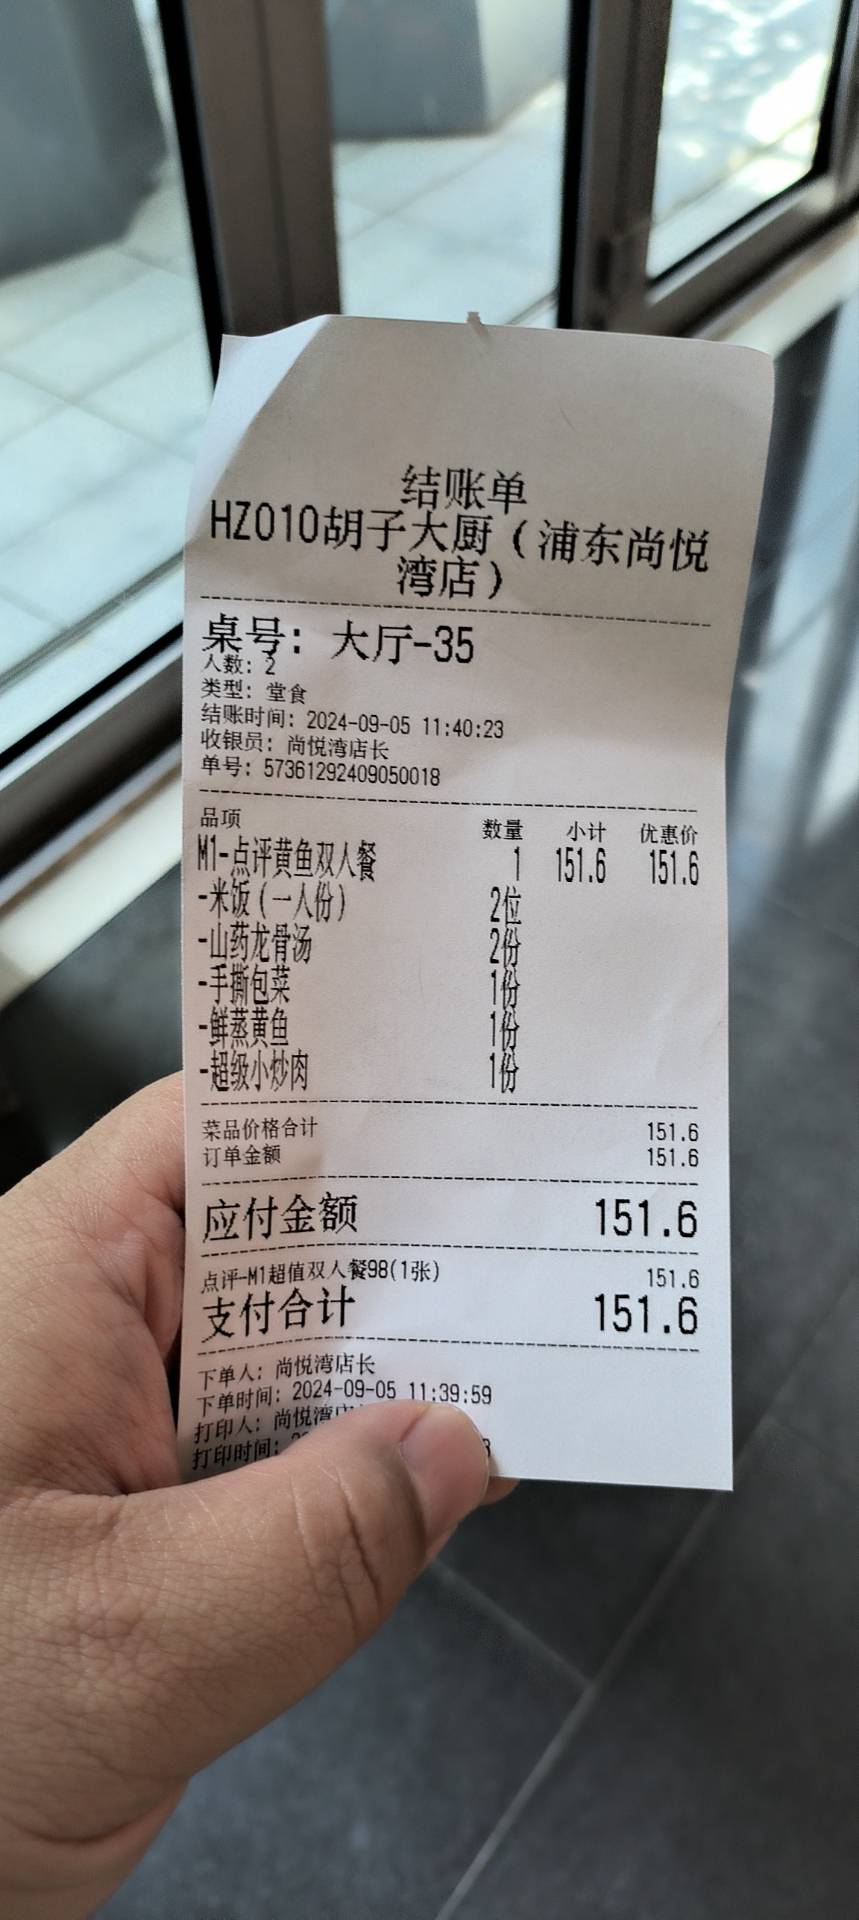 结账单
HZ010胡子大厨(浦东尚悦
湾店)
桌号: 大厅-35
人数: 2
类型: 堂食
结账时间: 2024-09-05 11:40:23
收银员: 尚悦湾店长
单号: 57361292409050018
品项 数量 小计 优惠价
M1-点评黄鱼双人餐 1 151.6 151.6
-米饭(一人份) 2位
-山药龙骨汤 2份
-手撕包菜 1份
-鲜蒸黄鱼 1份
-超级小炒肉 1份
菜品价格合计 151.6
订单金额 151.6
应付金额 151.6
点评-M1超值双人餐98(1张) 151.6
支付合计 151.6
下单人: 尚悦湾店长
下单时间: 2024-09-05 11:39:59
打印人: 尚悦湾
打印时间: